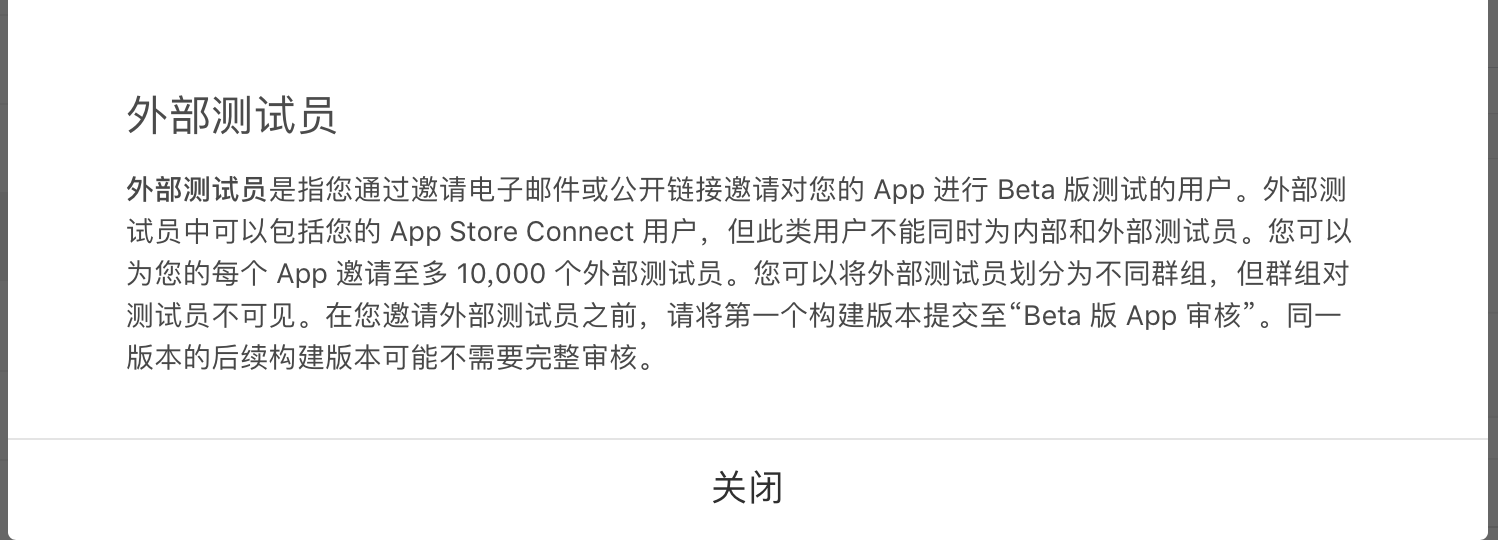 外部测试员
外部测试员是指您通过邀请电子邮件或公开链接邀请对您的 App 进行 Beta 版测试的用户。外部测
试员中可以包括您的 App Store Connect 用户，但此类用户不能同时为内部和外部测试员。您可以
为您的每个 App 邀请至多 10,000 个外部测试员。您可以将外部测试员划分为不同群组，但群组对
测试员不可见。在您邀请外部测试员之前，请将第一个构建版本提交至“Beta 版 App 审核”。同一
版本的后续构建版本可能不需要完整审核。
关闭